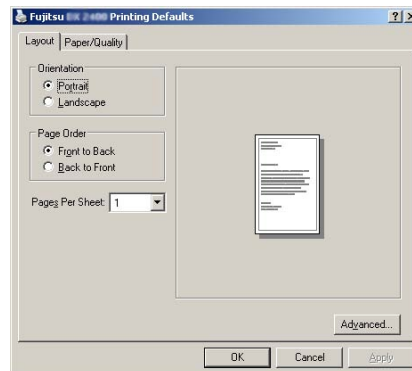 Fujitsu Printing Defaults
Layout
Paper/Quality
Orientation
Portrait
Landscape
Page Order
Front to Back
Back to Front
Pages Per Sheet: 1
Advanced...
OK
Cancel
Apply